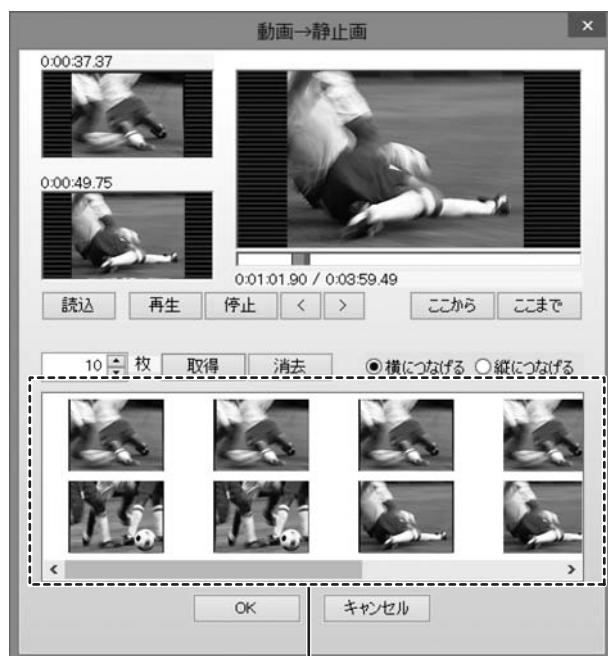 動画→静止画 ×
0:00:37.37
0:00:49.75
0:01:01.90 / 0:03:59.49
読込 再生 停止 < > ここから ここまで
10 枚 取得 消去 横につなげる 縦につなげる
< >
OK キャンセル